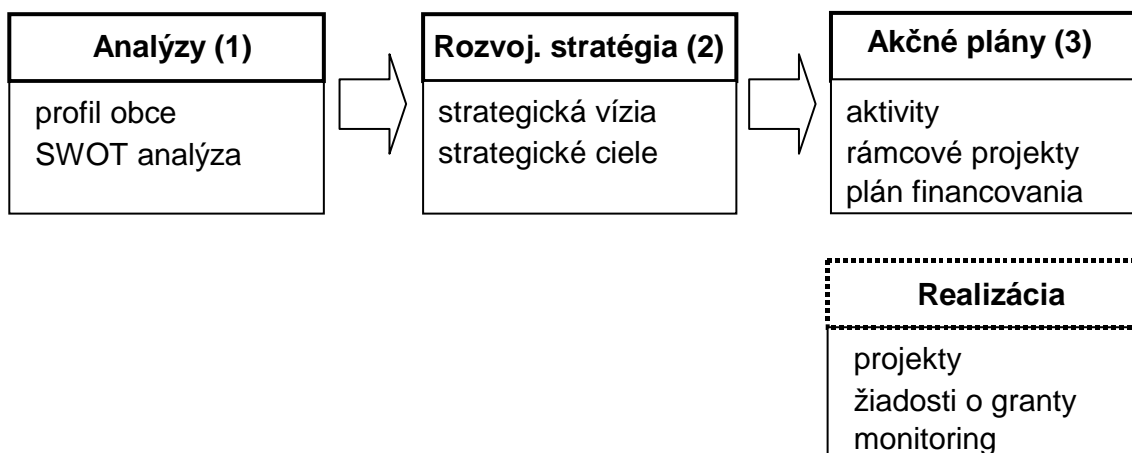 Analýzy (1)
profil obce
SWOT analýza
Rozvoj. stratégia (2)
strategická vízia
strategické ciele
Akčné plány (3)
aktivity
rámcové projekty
plán financovania
Realizácia
projekty
žiadosti o granty
monitoring